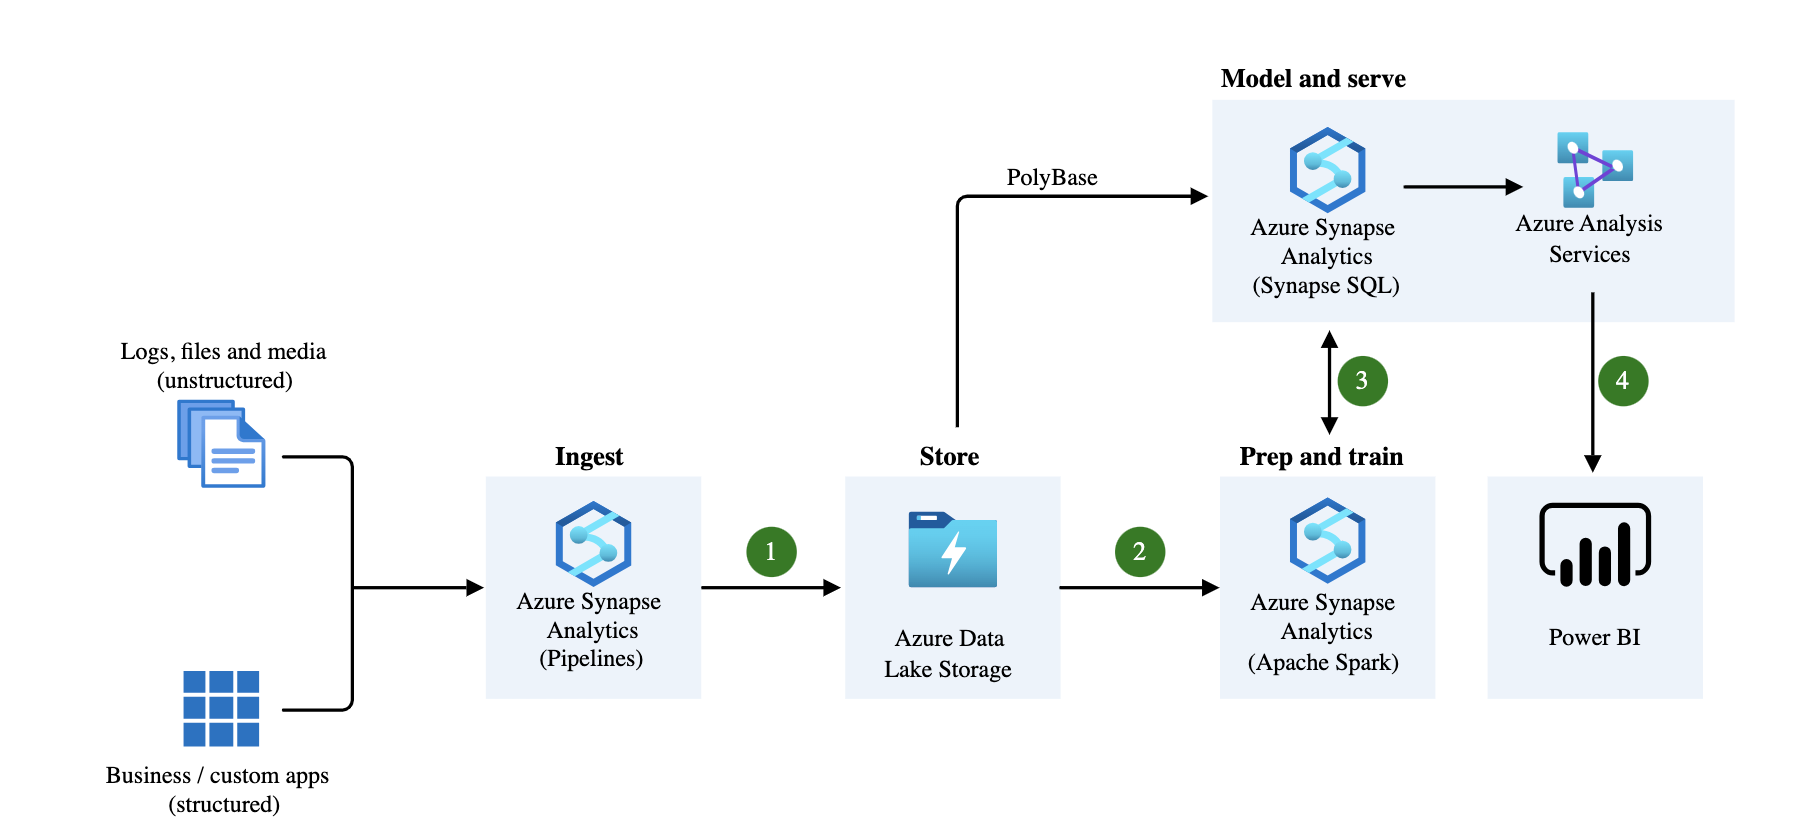 Model and serve
PolyBase
Azure Synapse
Analytics
(Synapse SQL)
Azure Analysis
Services
Logs, files and media
(unstructured)
3
4
Ingest
Store
Prep and train
1
2
Azure Synapse
Analytics
(Pipelines)
Azure Data
Lake Storage
Azure Synapse
Analytics
(Apache Spark)
Power BI
Business / custom apps
(structured)